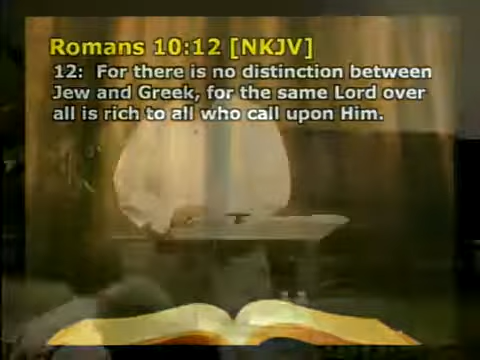 Romans 10:12 [NKJV]
12: For there is no distinction between
Jew and Greek, for the same Lord over
all is rich to all who call upon Him.